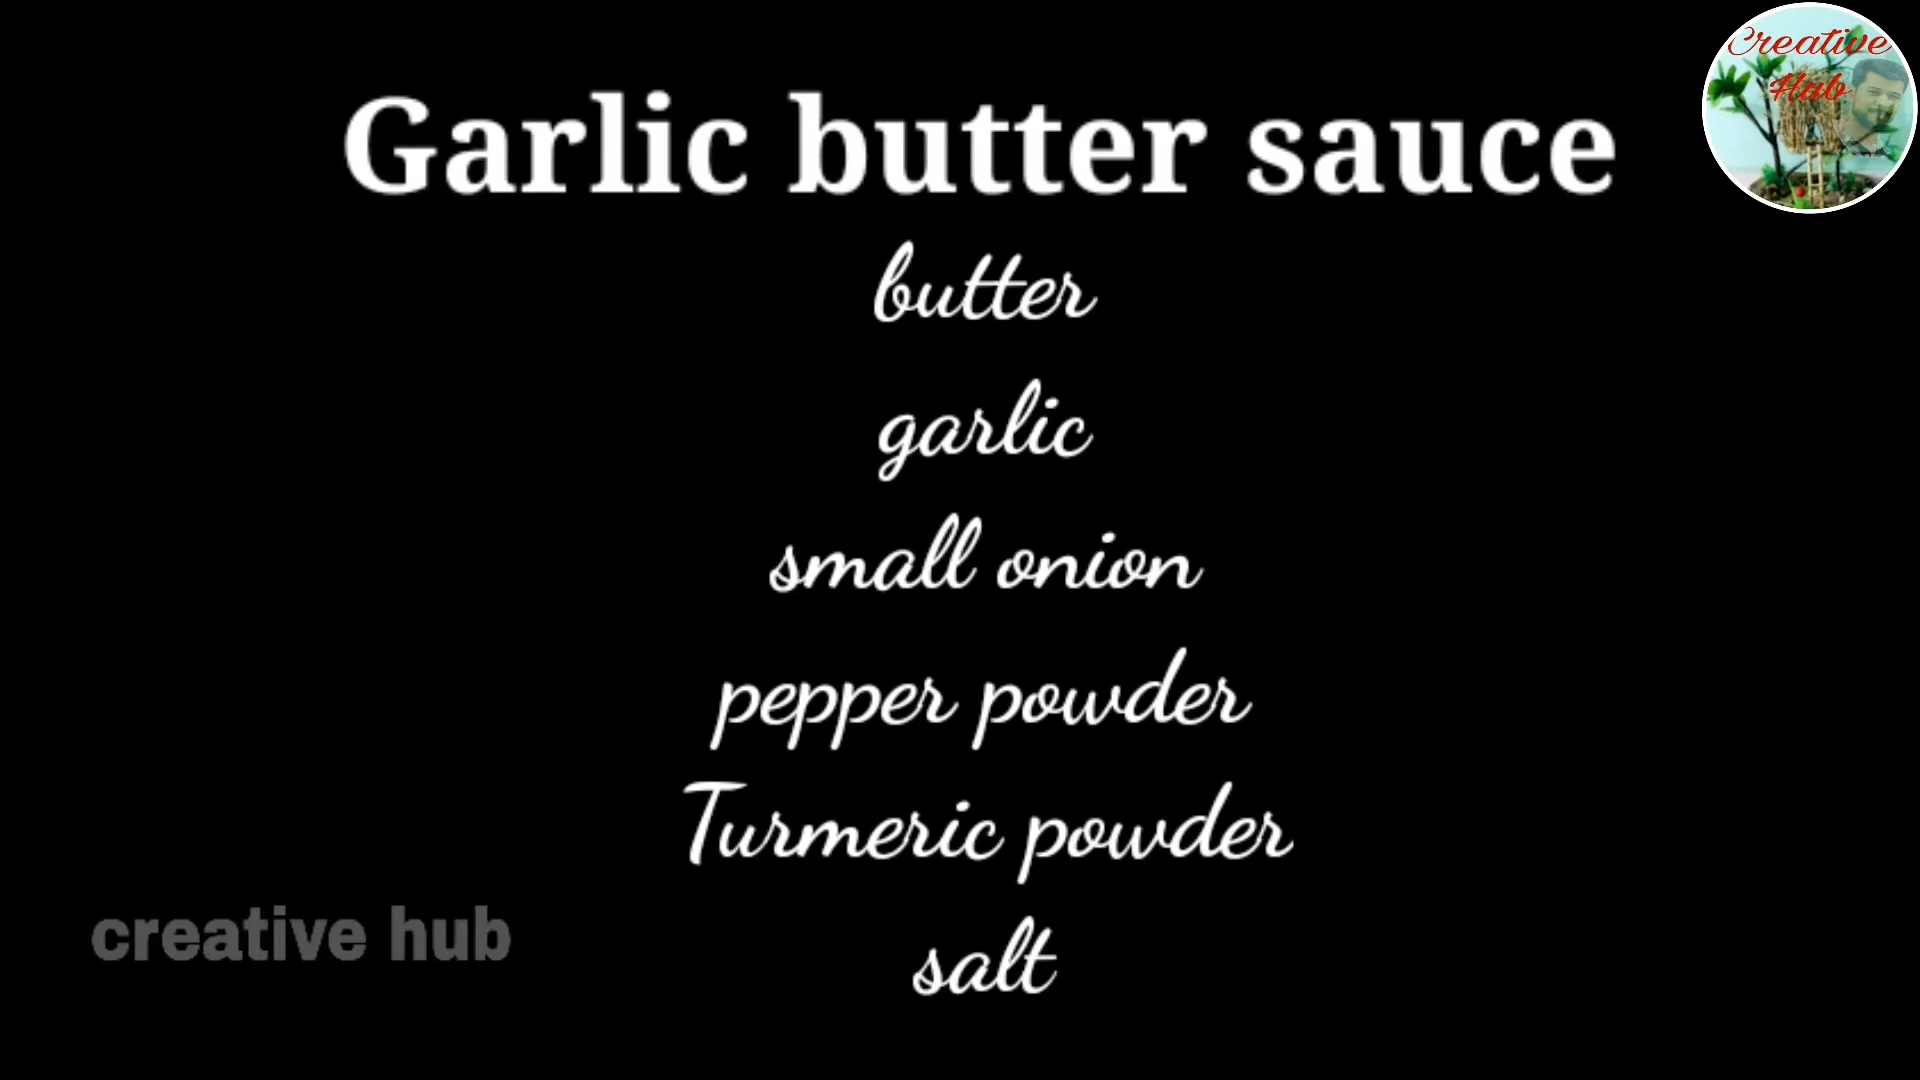 Creative
Hub
Garlic butter sauce
butter
garlic
small onion
pepper powder
Turmeric powder
creative hub
salt